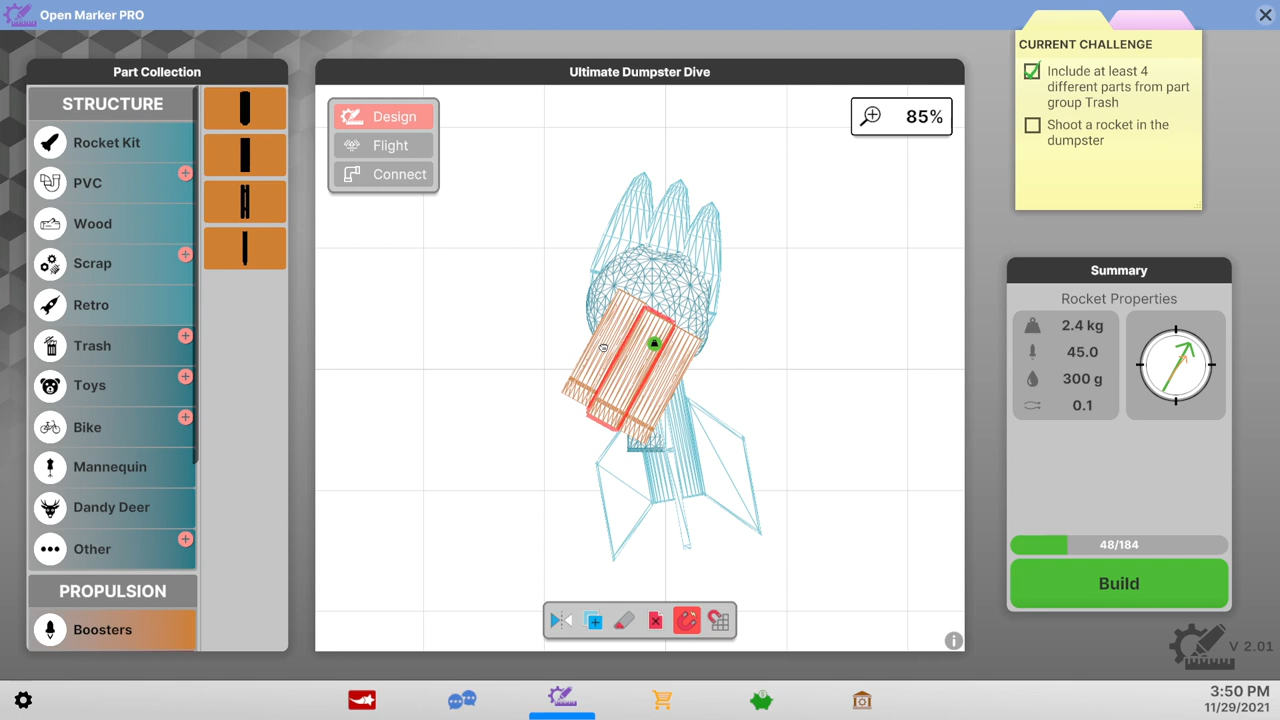 Open Marker PRO
Part Collection
STRUCTURE
Rocket Kit
PVC
Wood
Scrap
Retro
Trash
Toys
Bike
Mannequin
Dandy Deer
Other
PROPULSION
Boosters
Ultimate Dumpster Dive
Design
Flight
Connect
85%
CURRENT CHALLENGE
Include at least 4
different parts from part
group Trash
Shoot a rocket in the
dumpster
Summary
Rocket Properties
2.4 kg
45.0
300 g
0.1
48/184
Build
V 2.01
3:50 PM
11/29/2021